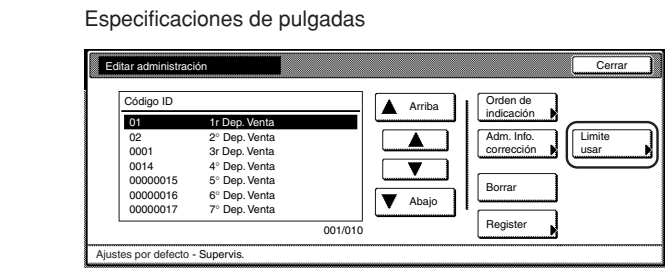 Especificaciones de pulgadas
Editar administración
Cerrar
Código ID
01 1r Dep. Venta
02 2° Dep. Venta
0001 3r Dep. Venta
0014 4° Dep. Venta
00000015 5° Dep. Venta
00000016 6° Dep. Venta
00000017 7° Dep. Venta
001/010
Arriba
Abajo
Orden de
indicación
Adm. Info.
corrección
Borrar
Register
Limite
usar
Ajustes por defecto - Supervis.